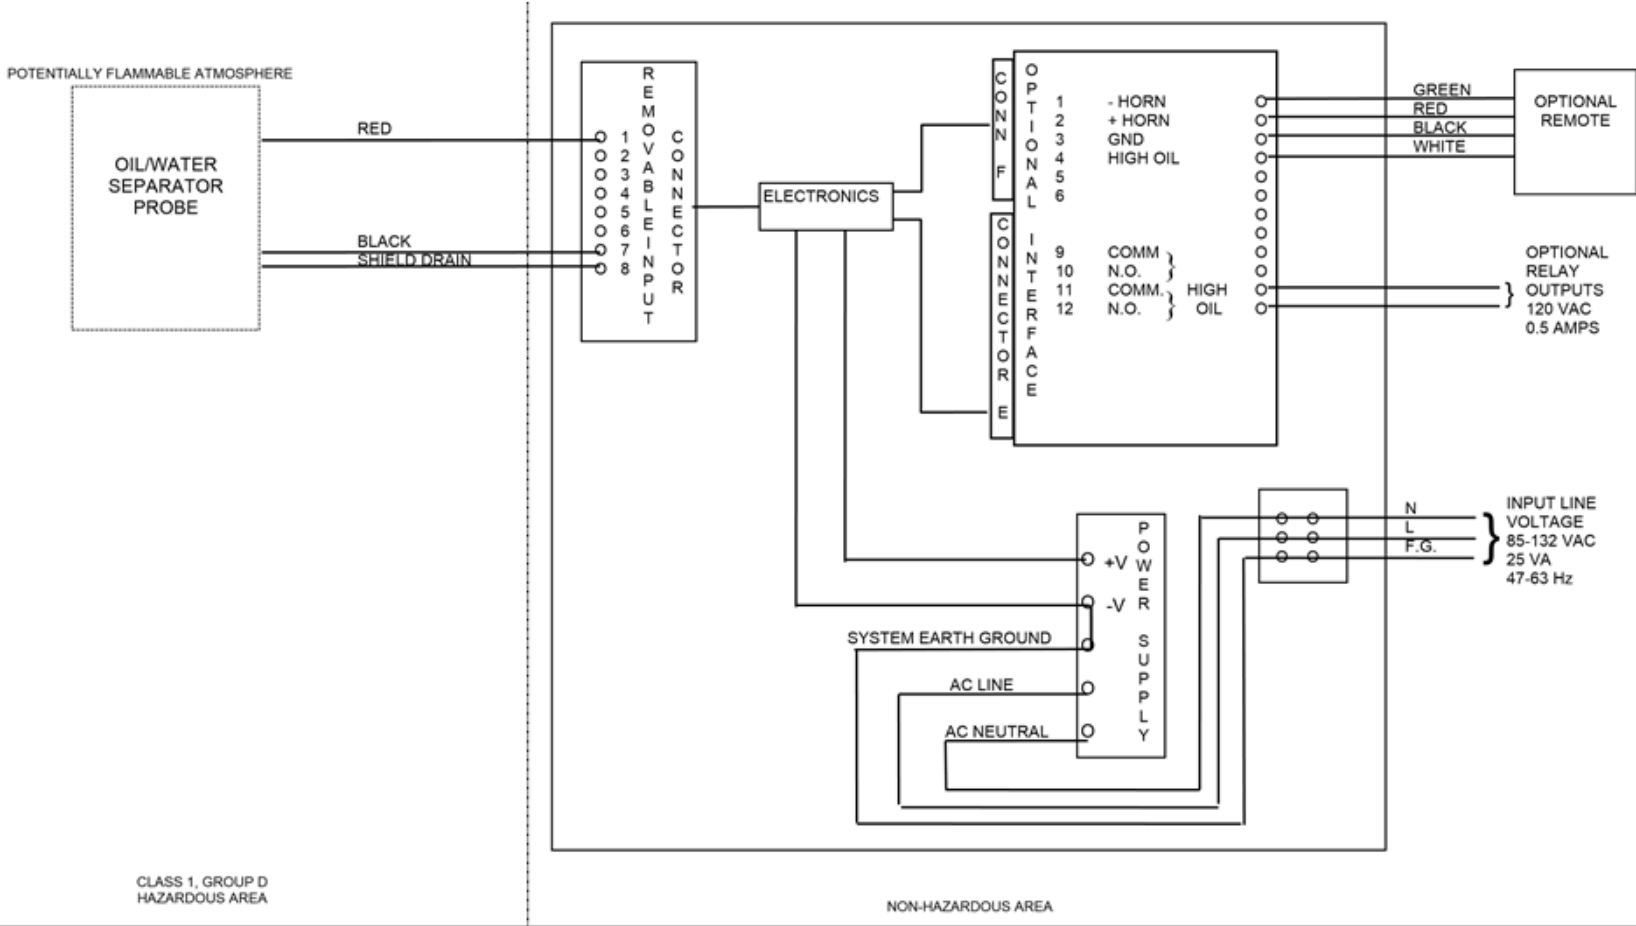 POTENTIALLY FLAMMABLE ATMOSPHERE
OIL/WATER
SEPARATOR
PROBE
RED
BLACK
SHIELD DRAIN
REMOVABLE INPUT
CONNECTOR
1
2
3
4
5
6
7
8
ELECTRONICS
CONN F
CONNECTOR E
OPTIONAL INTERFACE
1 - HORN
2 + HORN
3 GND
4 HIGH OIL
5
6
9 COMM }
10 N.O.
11 COMM. } HIGH
12 N.O. OIL
GREEN
RED
BLACK
WHITE
OPTIONAL
REMOTE
} OPTIONAL
RELAY
OUTPUTS
120 VAC
0.5 AMPS
N
L
F.G.
} INPUT LINE
VOLTAGE
85-132 VAC
25 VA
47-63 Hz
POWER SUPPLY
+V
-V
SYSTEM EARTH GROUND
AC LINE
AC NEUTRAL
CLASS 1, GROUP D
HAZARDOUS AREA
NON-HAZARDOUS AREA